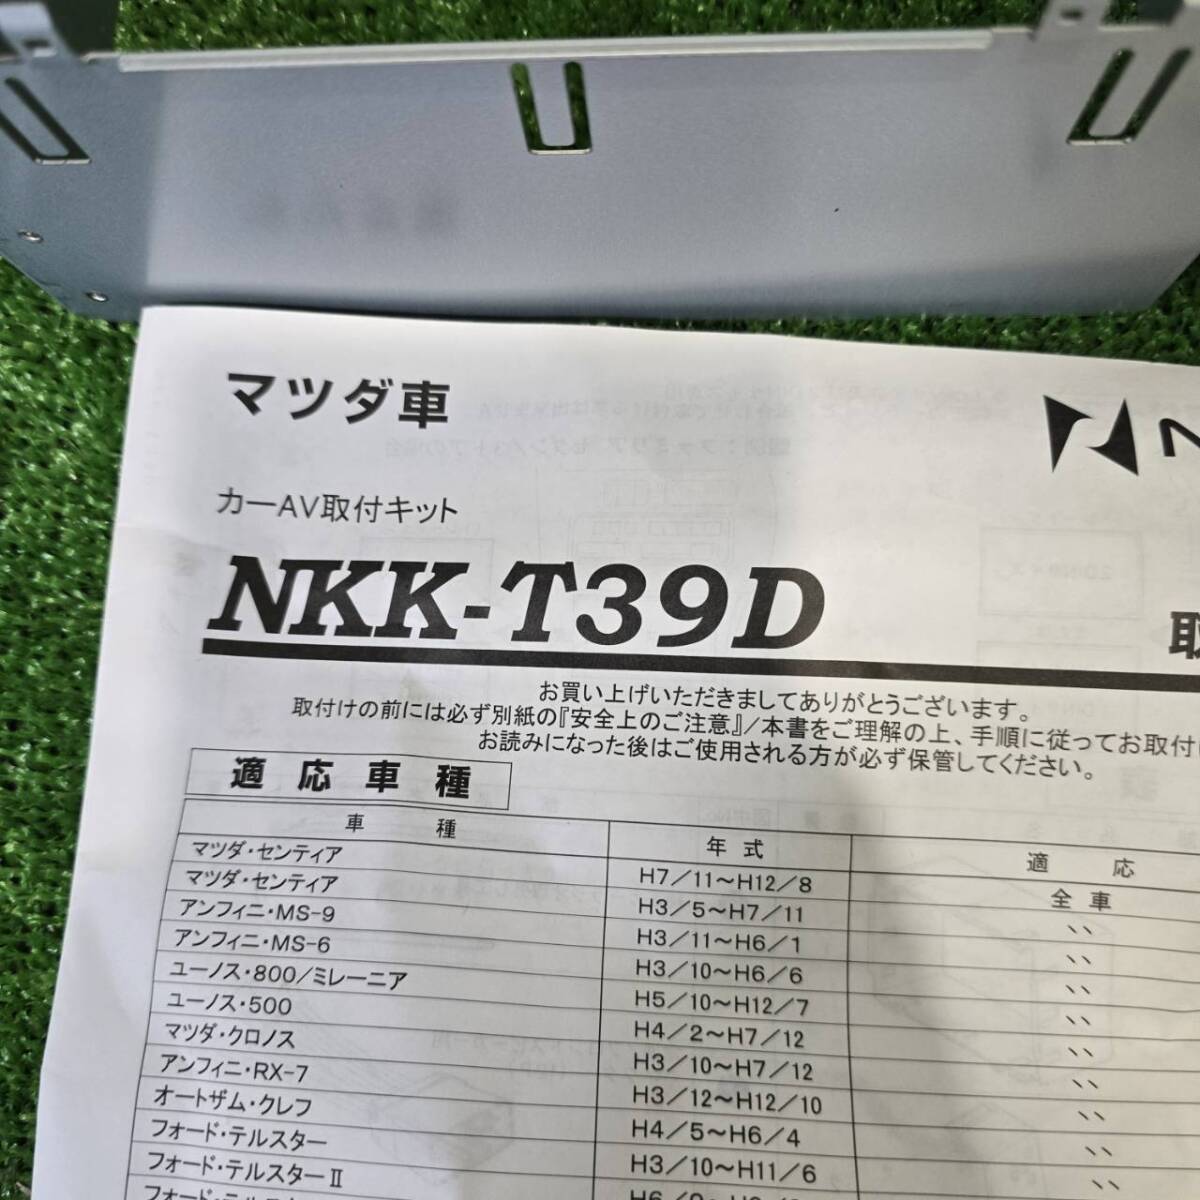 マツダ車
カーAV取付キット
NKK-T39D
お買い上げいただきましてありがとうございます。
取付けの前には必ず別紙の『安全上のご注意』/本書をご理解の上、手順に従ってお取付け
お読みになった後はご使用される方が必ず保管してください。
適応車種
車種 年式 適応
マツダ・センティア H7/11~H12/8 全車
マツダ・センティア H3/5~H7/11 〃
アンフィニ・MS-9 H3/11~H6/1 〃
アンフィニ・MS-6 H3/10~H6/6 〃
ユーノス・800/ミレーニア H5/10~H12/7 〃
ユーノス・500 H4/2~H7/12 〃
マツダ・クロノス H3/10~H7/12 〃
アンフィニ・RX-7 H3/12~H12/10 〃
オートザム・クレフ H4/5~H6/4 〃
フォード・テルスター H3/10~H11/6 〃
フォード・テルスターⅡ